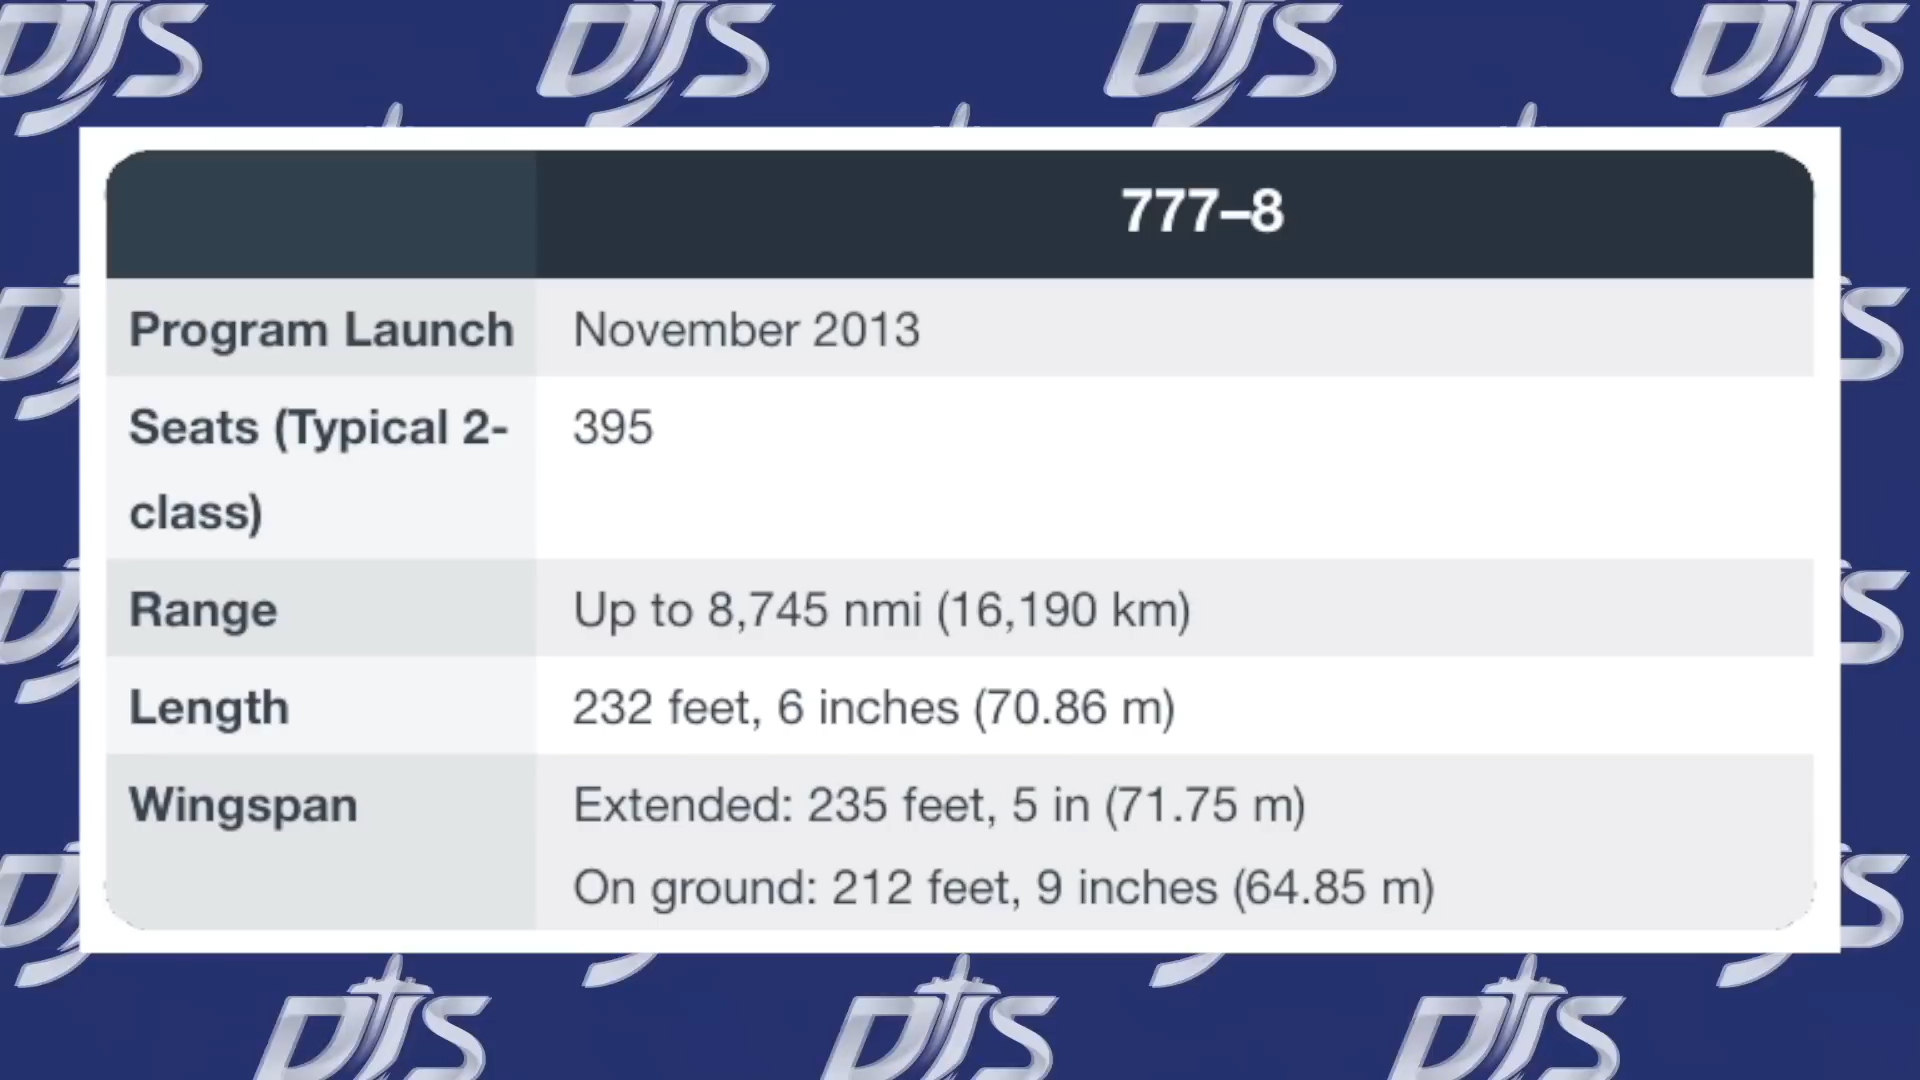 DJS DJS DJS DJS
777–8
Program Launch November 2013
Seats (Typical 2- 395
class)
Range Up to 8,745 nmi (16,190 km)
Length 232 feet, 6 inches (70.86 m)
Wingspan Extended: 235 feet, 5 in (71.75 m)
On ground: 212 feet, 9 inches (64.85 m)
DJS DJS DJS